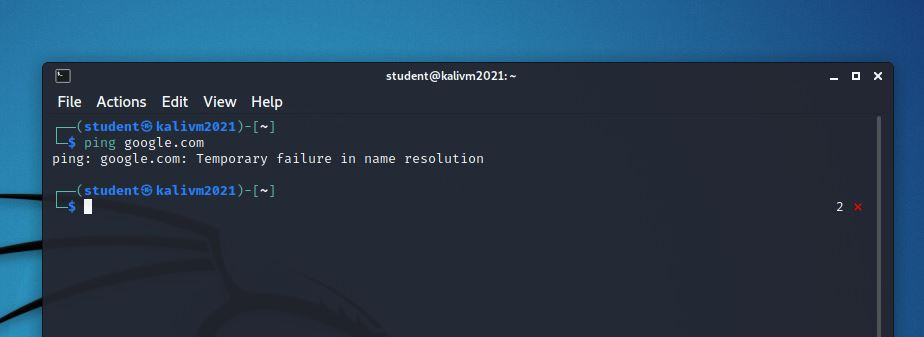 student@kalivm2021: ~
File Actions Edit View Help
┌──(student㉿kalivm2021)-[~]
└─$ ping google.com
ping: google.com: Temporary failure in name resolution
┌──(student㉿kalivm2021)-[~]
└─$ 2 ⨯